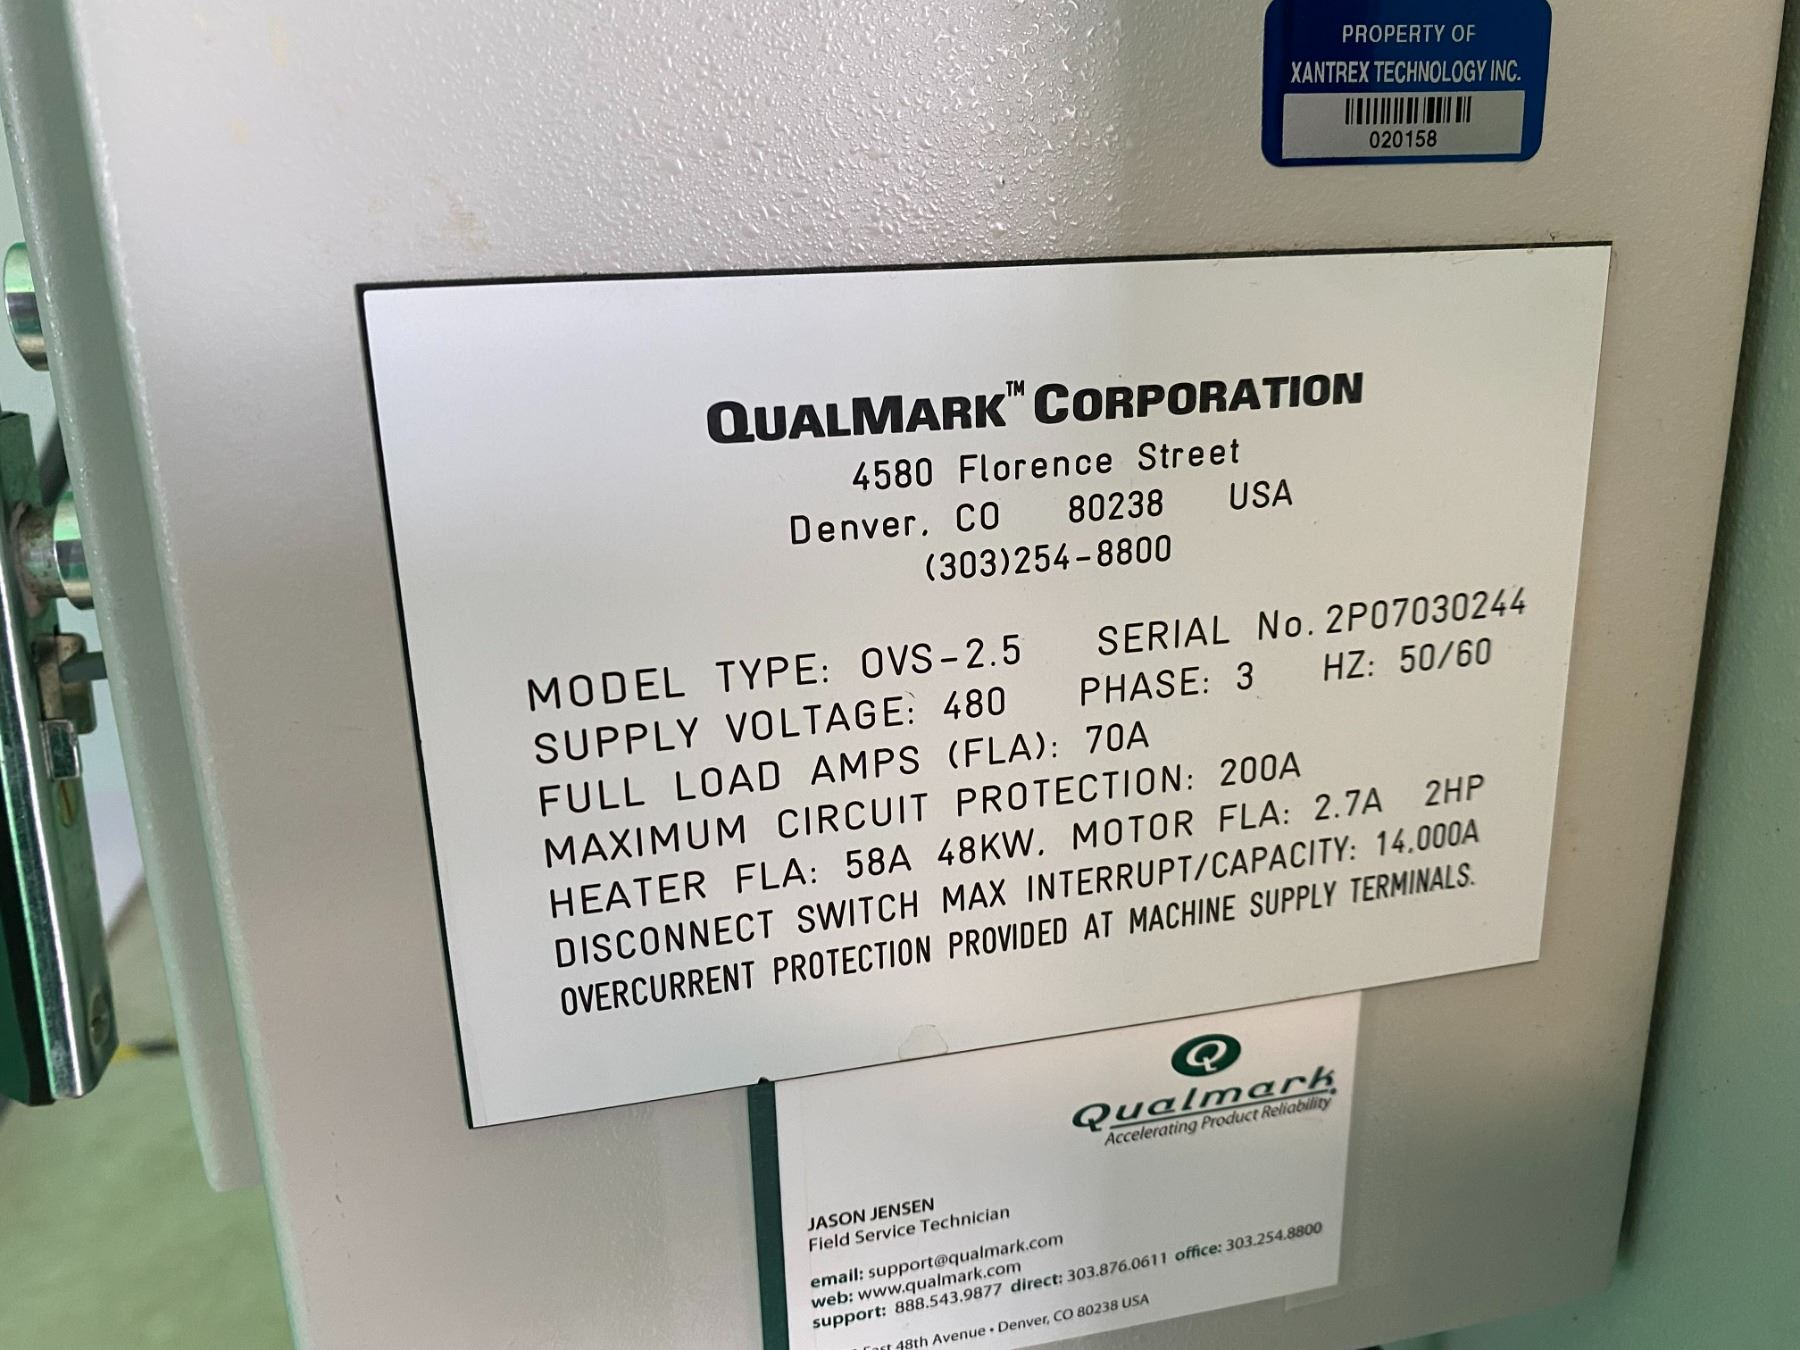 PROPERTY OF
XANTREX TECHNOLOGY INC.
020158
QUALMARK™ CORPORATION
4580 Florence Street
Denver, CO 80238 USA
(303)254-8800
MODEL TYPE: OVS-2.5 SERIAL No. 2P07030244
SUPPLY VOLTAGE: 480 PHASE: 3 HZ: 50/60
FULL LOAD AMPS (FLA): 70A
MAXIMUM CIRCUIT PROTECTION: 200A
HEATER FLA: 58A 48KW. MOTOR FLA: 2.7A 2HP
DISCONNECT SWITCH MAX INTERRUPT/CAPACITY: 14,000A
OVERCURRENT PROTECTION PROVIDED AT MACHINE SUPPLY TERMINALS.
Q
Qualmark®
Accelerating Product Reliability
JASON JENSEN
Field Service Technician
email: support@qualmark.com
web: www.qualmark.com
support: 888.543.9877 direct: 303.876.0611 office: 303.254.8800
East 48th Avenue • Denver, CO 80238 USA